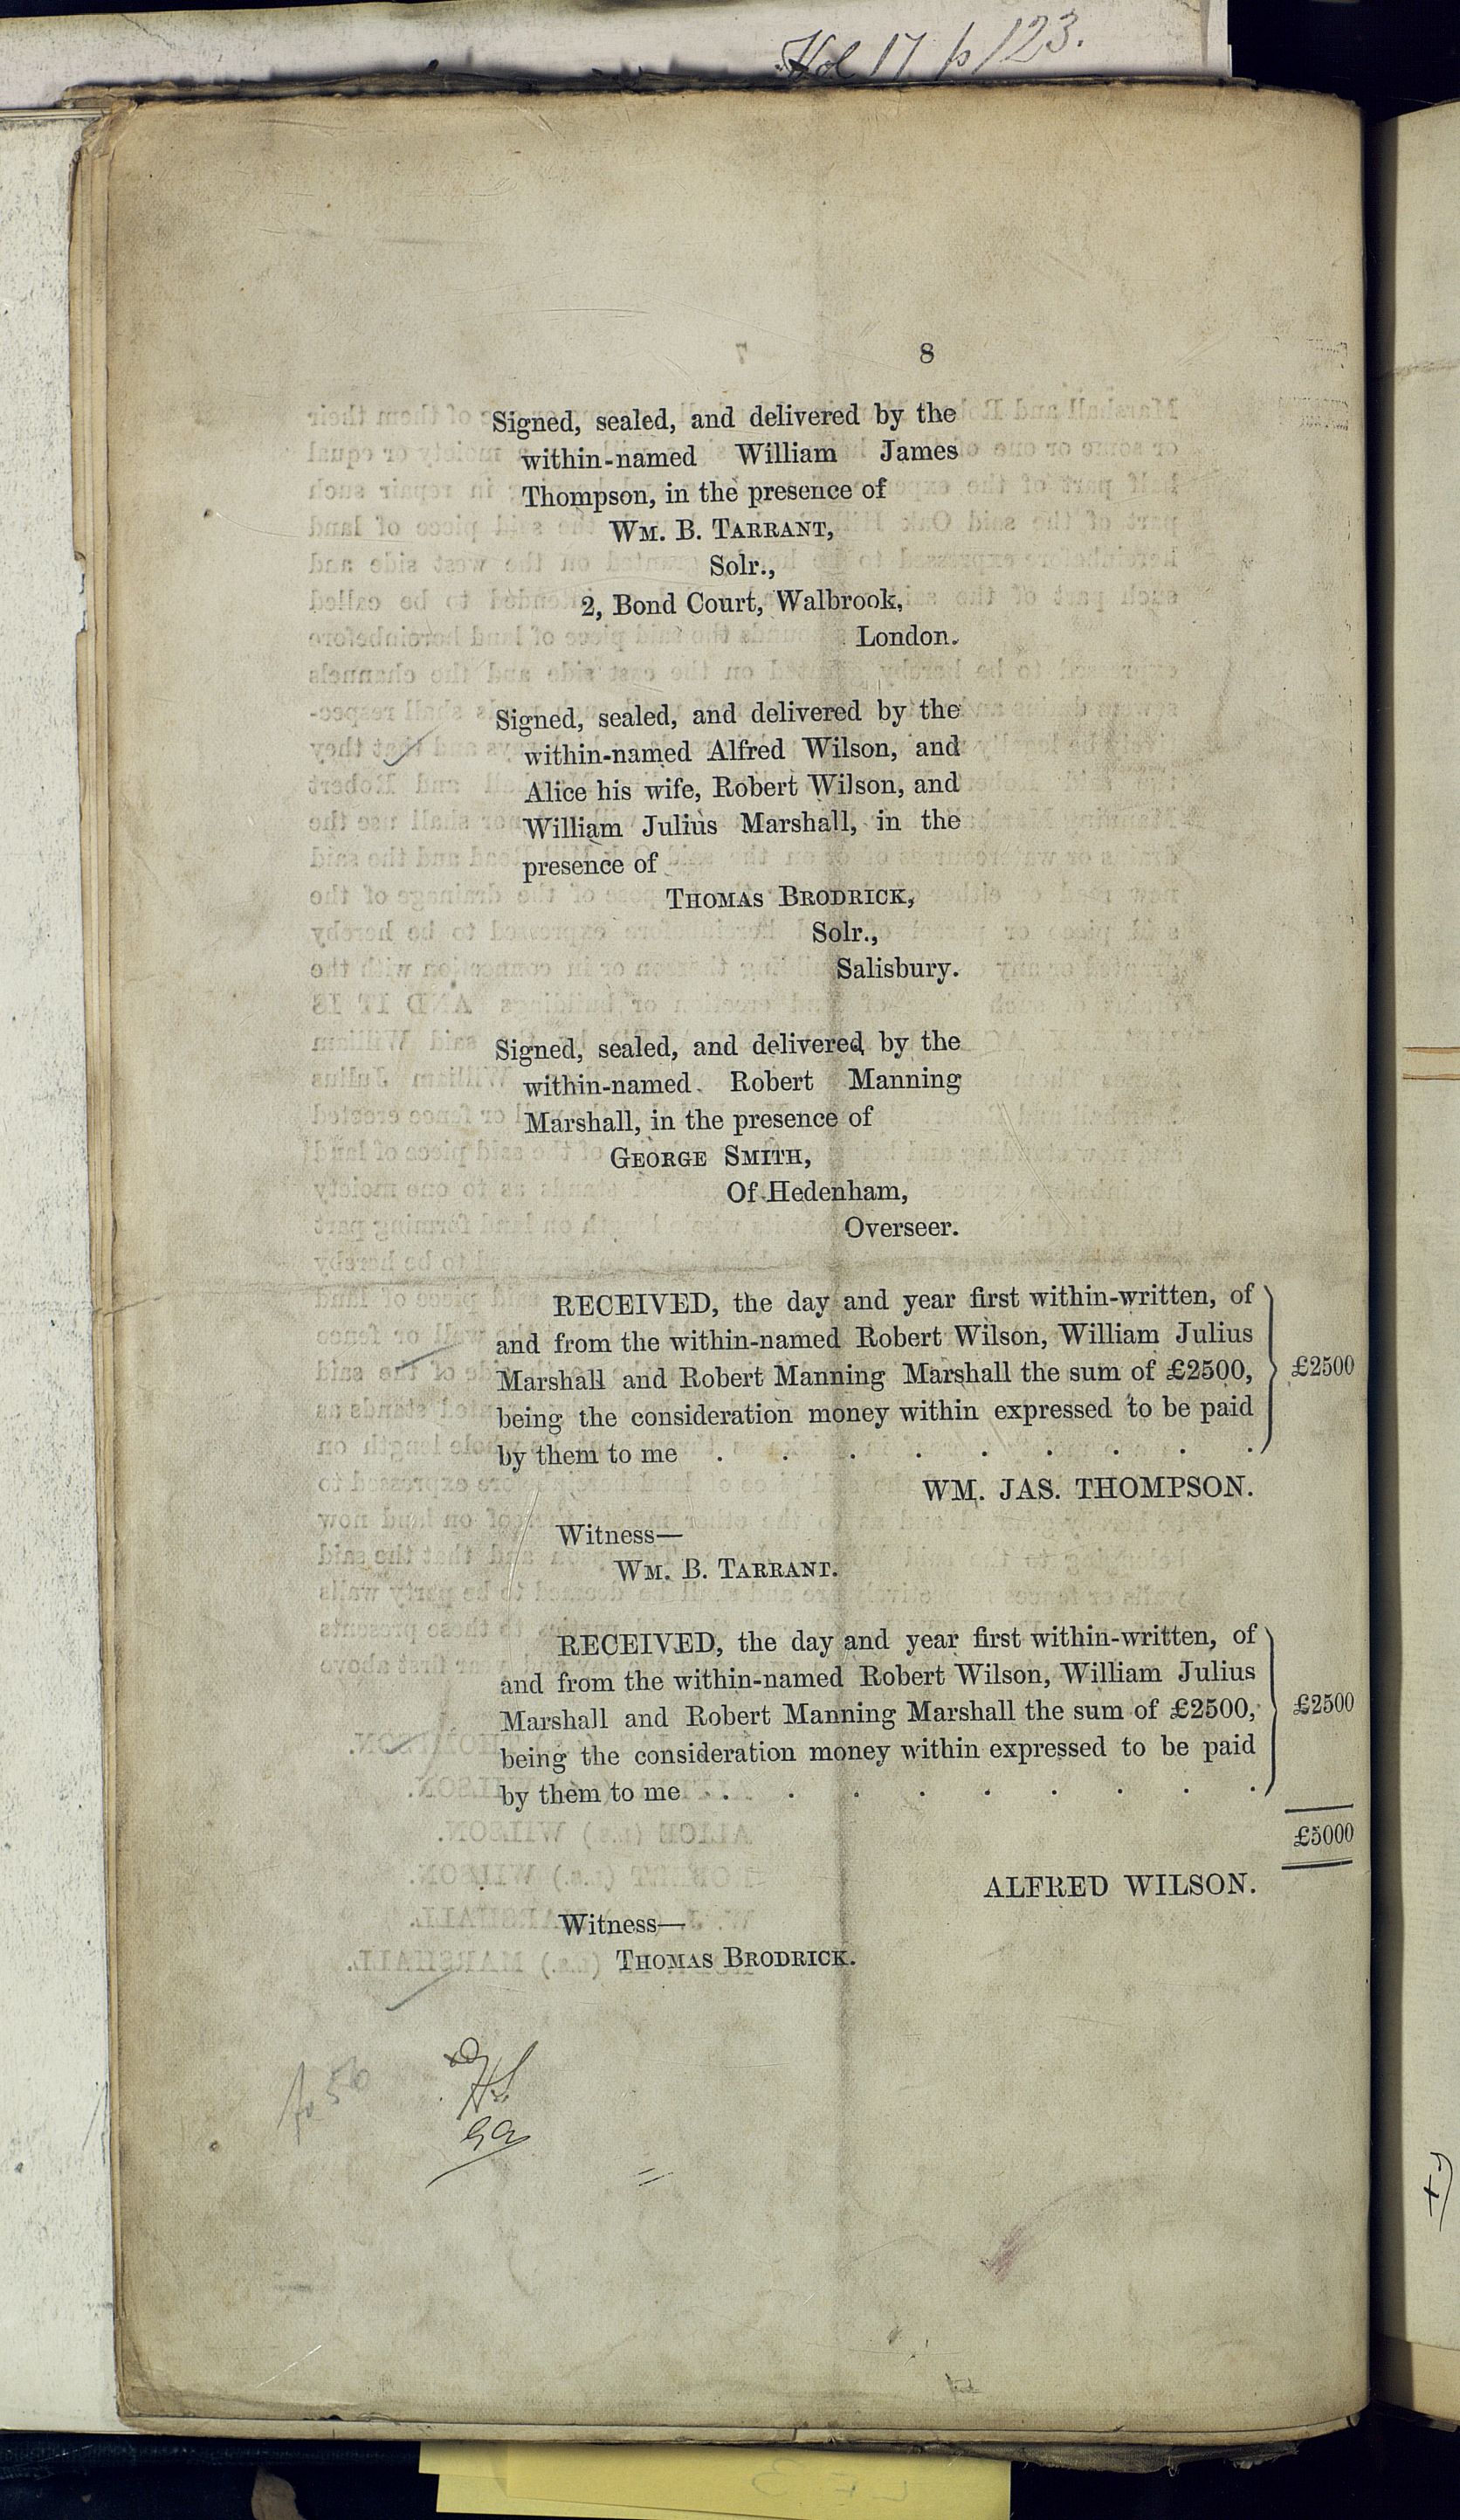 Vol 17 p 123.
8
Signed, sealed, and delivered by the
within-named William James
Thompson, in the presence of
WM. B. TARRANT,
Solr.,
2, Bond Court, Walbrook,
London.
Signed, sealed, and delivered by the
within-named Alfred Wilson, and
Alice his wife, Robert Wilson, and
William Julius Marshall, in the
presence of
THOMAS BRODRICK,
Solr.,
Salisbury.
Signed, sealed, and delivered by the
within-named Robert Manning
Marshall, in the presence of
GEORGE SMITH,
Of Hedenham,
Overseer.
RECEIVED, the day and year first within-written, of
and from the within-named Robert Wilson, William Julius
Marshall and Robert Manning Marshall the sum of £2500, £2500
being the consideration money within expressed to be paid
by them to me . . . . . . . . .
WM. JAS. THOMPSON.
Witness—
WM. B. TARRANT.
RECEIVED, the day and year first within-written, of
and from the within-named Robert Wilson, William Julius
Marshall and Robert Manning Marshall the sum of £2500, £2500
being the consideration money within expressed to be paid
by them to me . . . . . . . . .
£5000
ALFRED WILSON.
Witness—
THOMAS BRODRICK.
fo 56